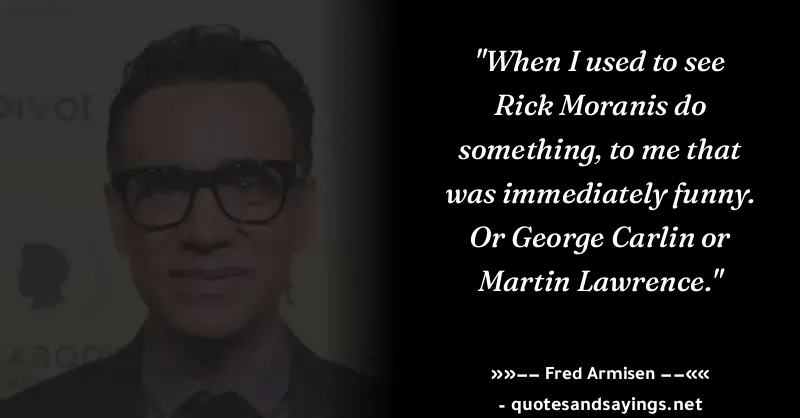 pivot
"When I used to see
Rick Moranis do
something, to me that
was immediately funny.
Or George Carlin or
Martin Lawrence."
»»−− Fred Armisen −−««
- quotesandsayings.net